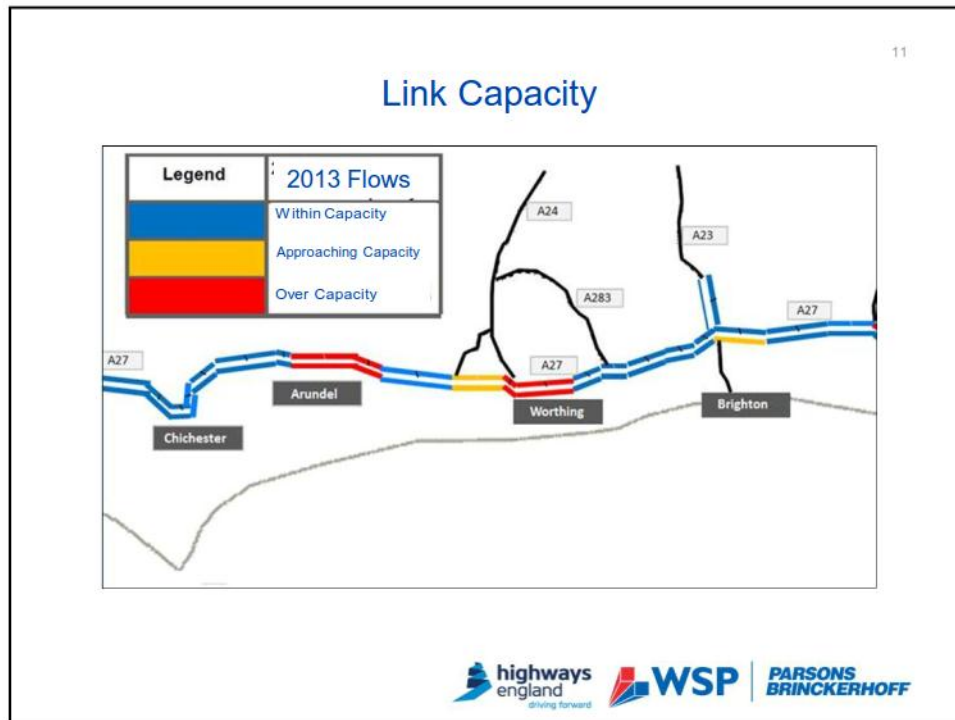 11
Link Capacity
Legend
2013 Flows
Within Capacity
Approaching Capacity
Over Capacity
A24
A23
A283
A27
A27
A27
Arundel
Worthing
Brighton
Chichester
highways
england
driving forward
WSP
PARSONS
BRINCKERHOFF